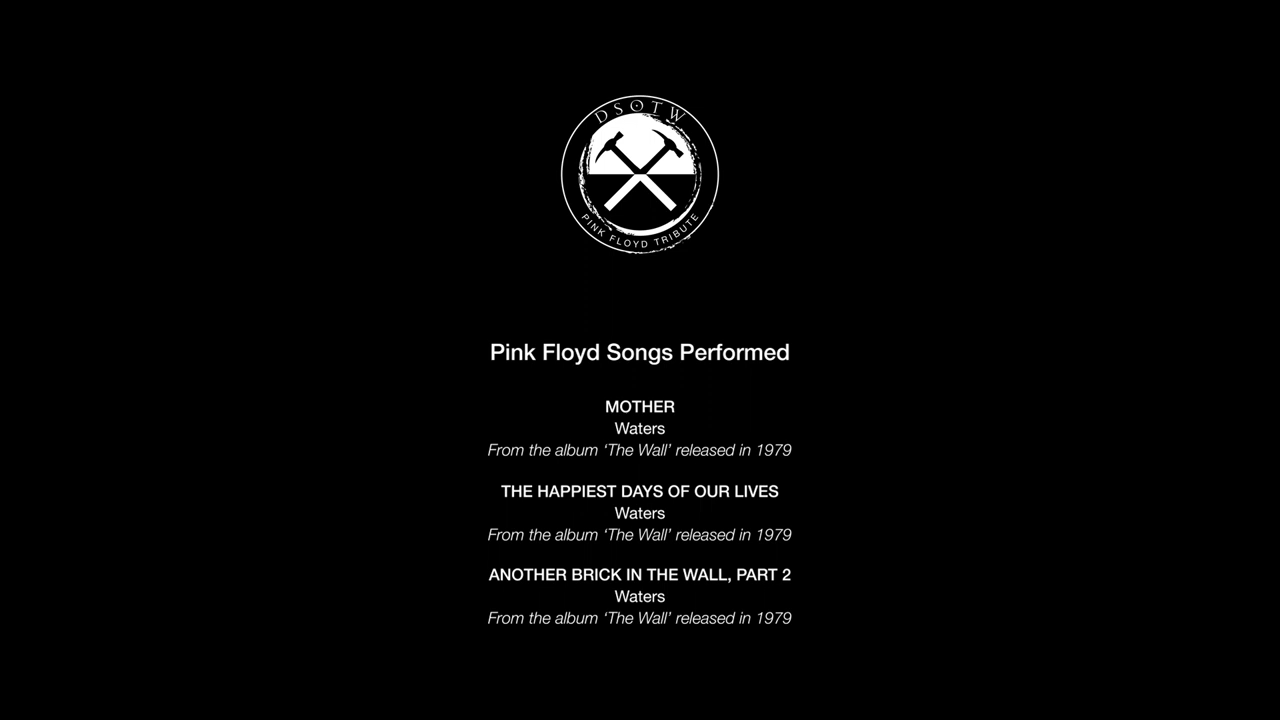 DSOTW
PINK FLOYD TRIBUTE
Pink Floyd Songs Performed
MOTHER
Waters
From the album ‘The Wall’ released in 1979
THE HAPPIEST DAYS OF OUR LIVES
Waters
From the album ‘The Wall’ released in 1979
ANOTHER BRICK IN THE WALL, PART 2
Waters
From the album ‘The Wall’ released in 1979